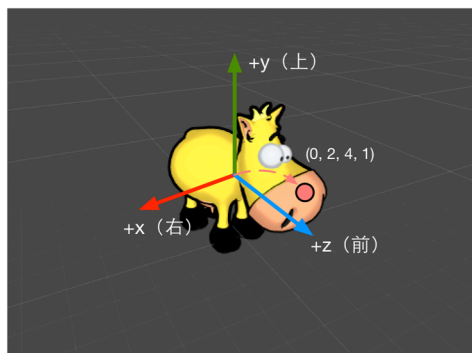 +y（上）
(0, 2, 4, 1)
+x（右）
+z（前）